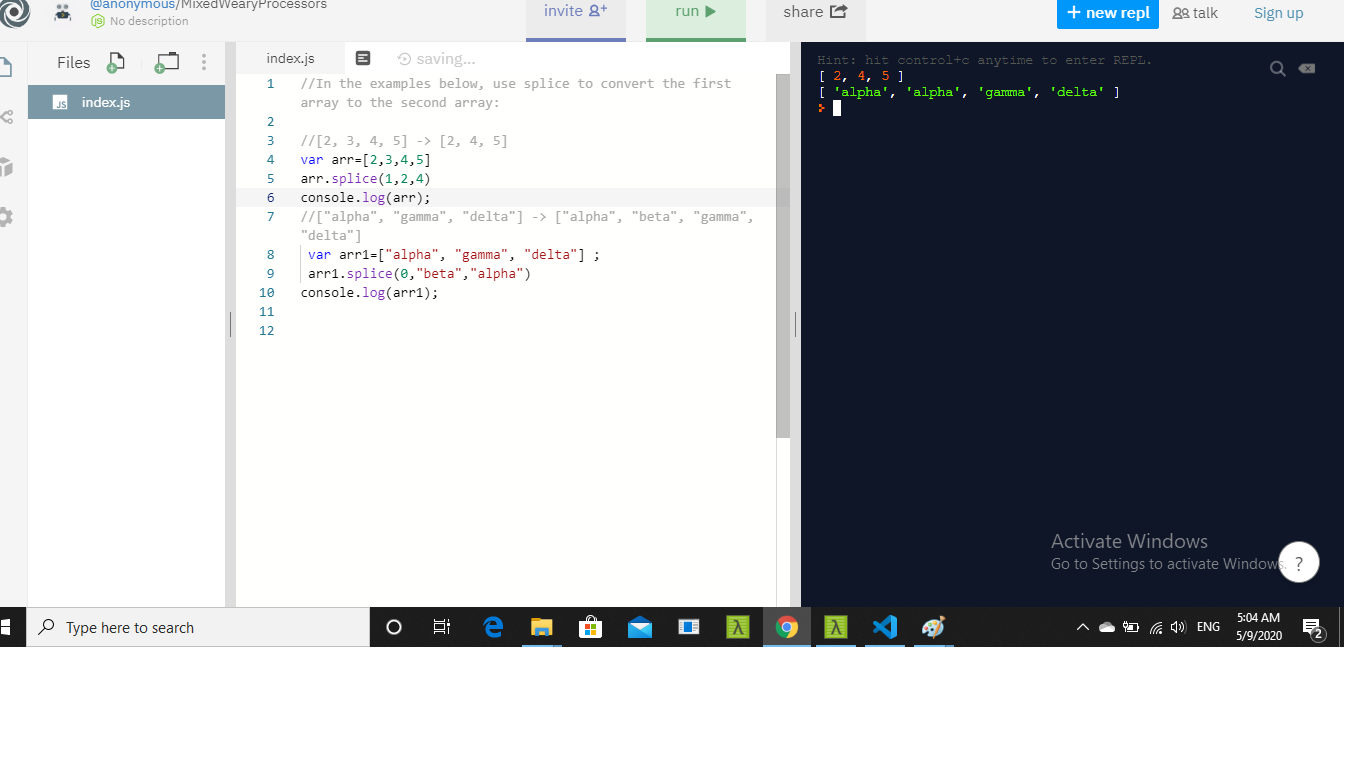 @anonymous/MixedWearyProcessors
No description
invite
run
share
+ new repl
talk
Sign up
Files
index.js
index.js
saving...
1 //In the examples below, use splice to convert the first
array to the second array:
2
3 //[2, 3, 4, 5] -> [2, 4, 5]
4 var arr=[2,3,4,5]
5 arr.splice(1,2,4)
6 console.log(arr);
7 //["alpha", "gamma", "delta"] -> ["alpha", "beta", "gamma",
"delta"]
8 var arr1=["alpha", "gamma", "delta"] ;
9 arr1.splice(0,"beta","alpha")
10 console.log(arr1);
11
12
Hint: hit control+c anytime to enter REPL.
[ 2, 4, 5 ]
[ 'alpha', 'alpha', 'gamma', 'delta' ]
Activate Windows
Go to Settings to activate Windows.
?
Type here to search
ENG
5:04 AM
5/9/2020
2